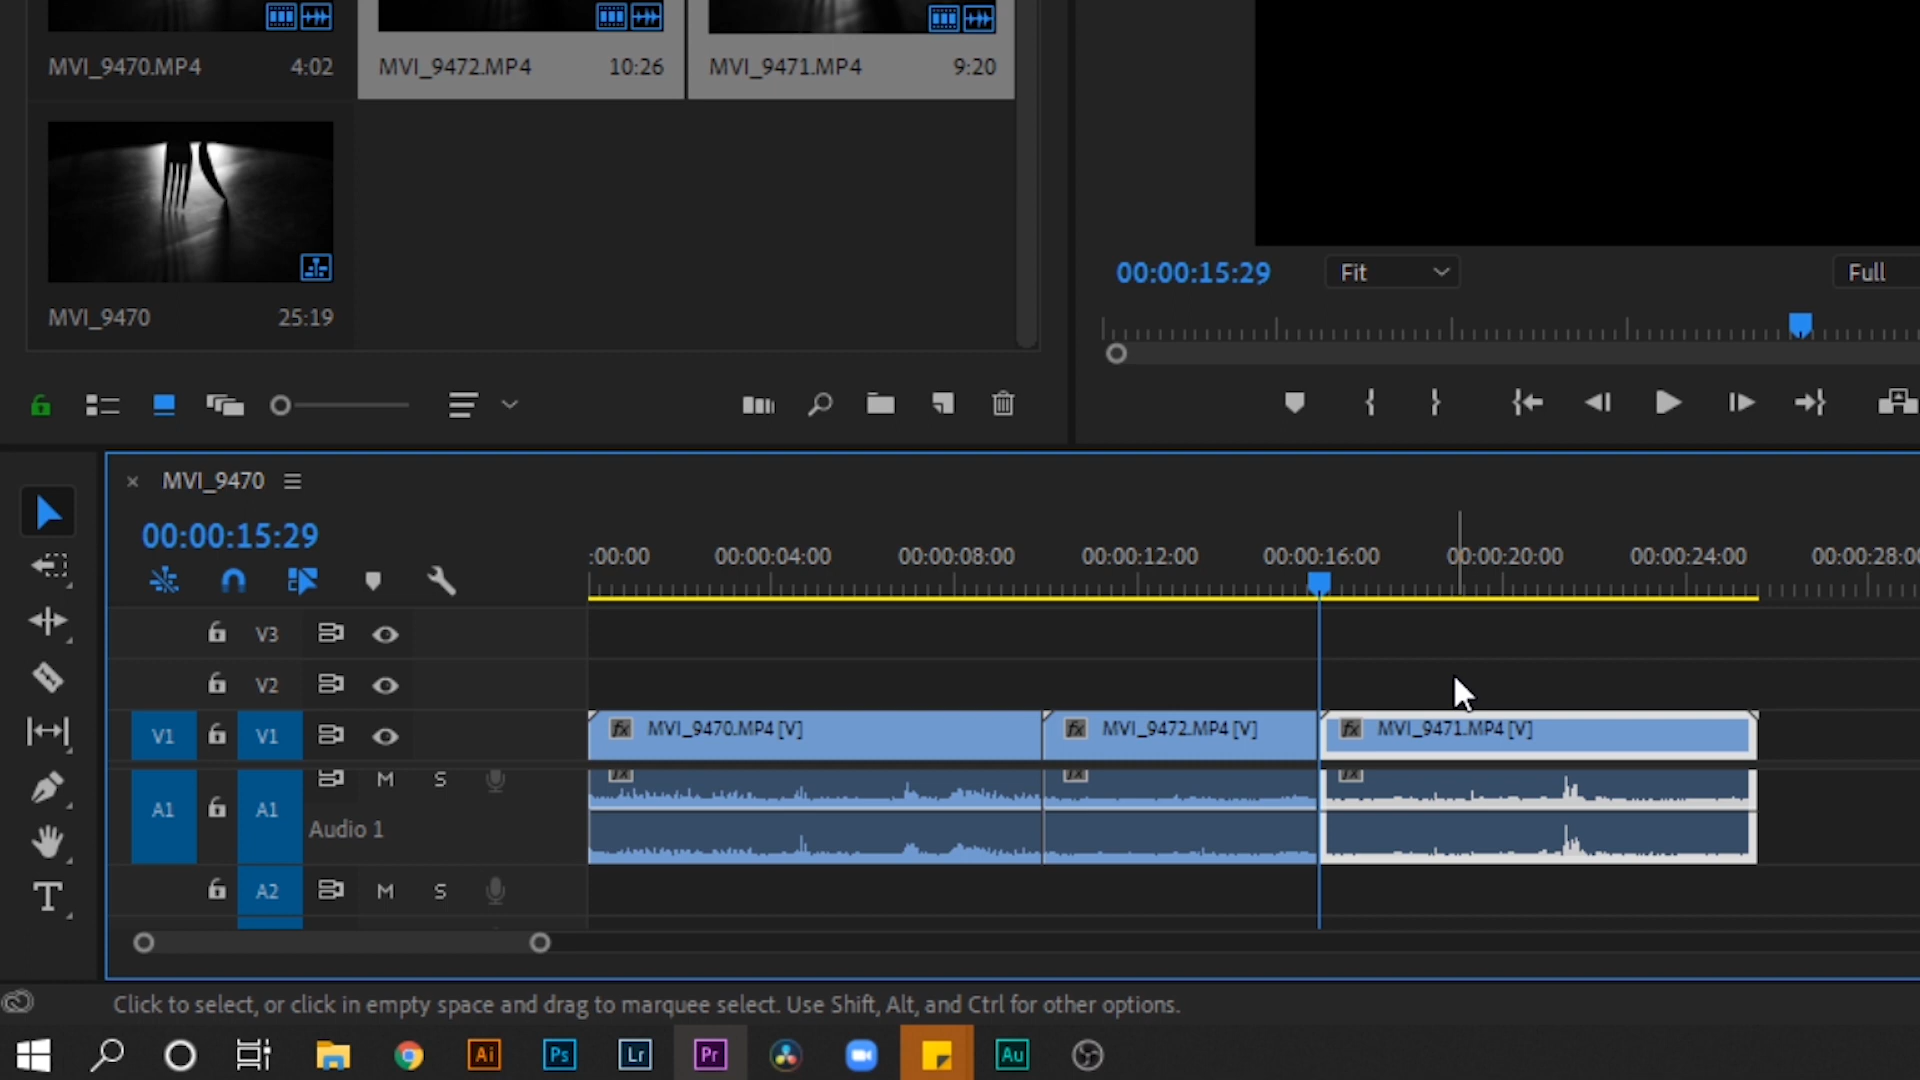 MVI_9470.MP4 4:02 MVI_9472.MP4 10:26 MVI_9471.MP4 9:20
MVI_9470 25:19
00:00:15:29 Fit Full
MVI_9470
00:00:15:29
:00:00 00:00:04:00 00:00:08:00 00:00:12:00 00:00:16:00 00:00:20:00 00:00:24:00 00:00:28:00
V3
V2
V1 V1 fx MVI_9470.MP4 [V] fx MVI_9472.MP4 [V] fx MVI_9471.MP4 [V]
M S fx fx fx
A1 A1
Audio 1
A2 M S
Click to select, or click in empty space and drag to marquee select. Use Shift, Alt, and Ctrl for other options.
Ai Ps Lr Pr Au